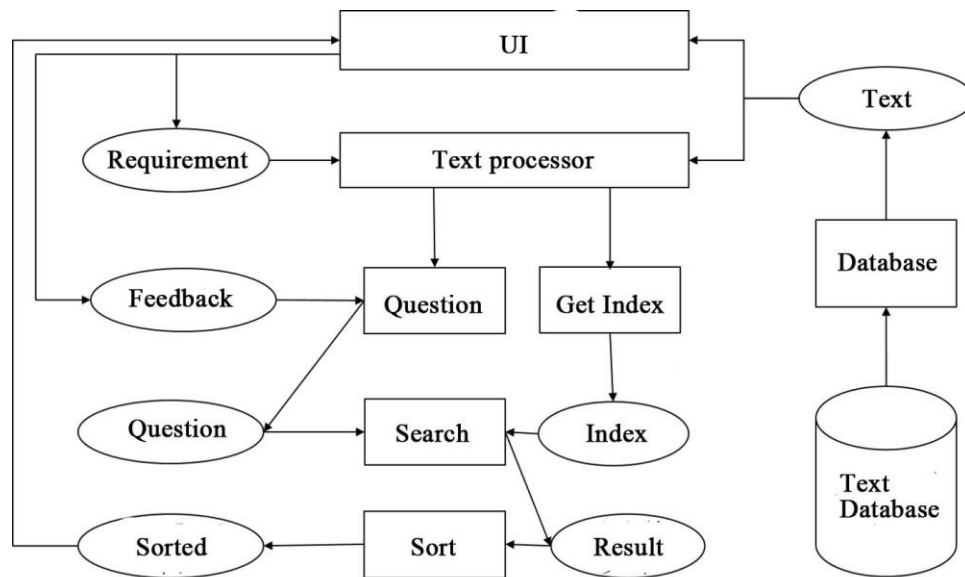 UI
Text
Requirement
Text processor
Database
Feedback
Question
Get Index
Question
Search
Index
Text
Database
Sorted
Sort
Result